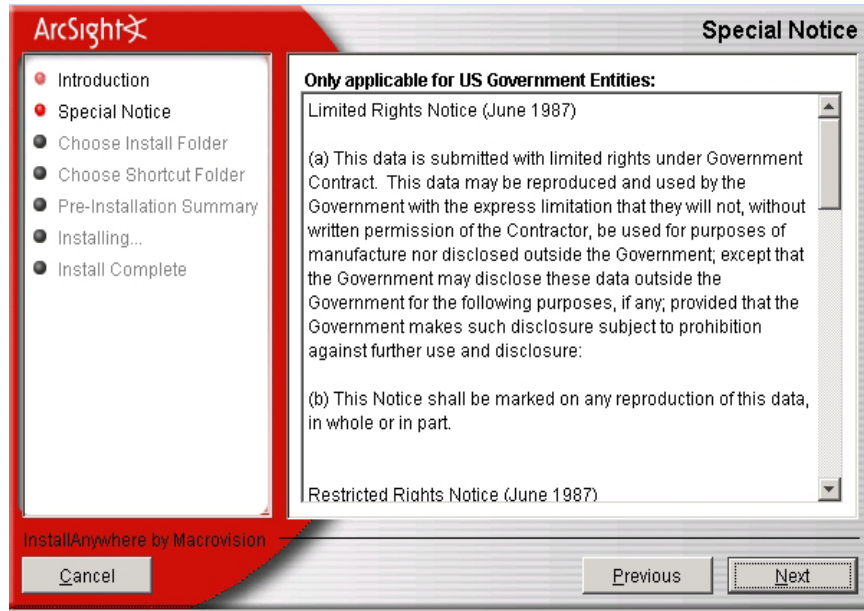 ArcSight
Special Notice
Introduction
Special Notice
Choose Install Folder
Choose Shortcut Folder
Pre-Installation Summary
Installing...
Install Complete
Only applicable for US Government Entities:
Limited Rights Notice (June 1987)
(a) This data is submitted with limited rights under Government
Contract. This data may be reproduced and used by the
Government with the express limitation that they will not, without
written permission of the Contractor, be used for purposes of
manufacture nor disclosed outside the Government; except that
the Government may disclose these data outside the
Government for the following purposes, if any; provided that the
Government makes such disclosure subject to prohibition
against further use and disclosure:
(b) This Notice shall be marked on any reproduction of this data,
in whole or in part.
Restricted Rights Notice (June 1987)
InstallAnywhere by Macrovision
Cancel
Previous
Next